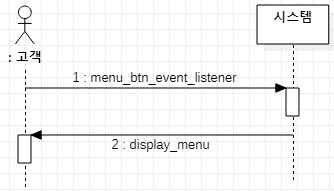 시스템
: 고객
1 : menu_btn_event_listener
2 : display_menu